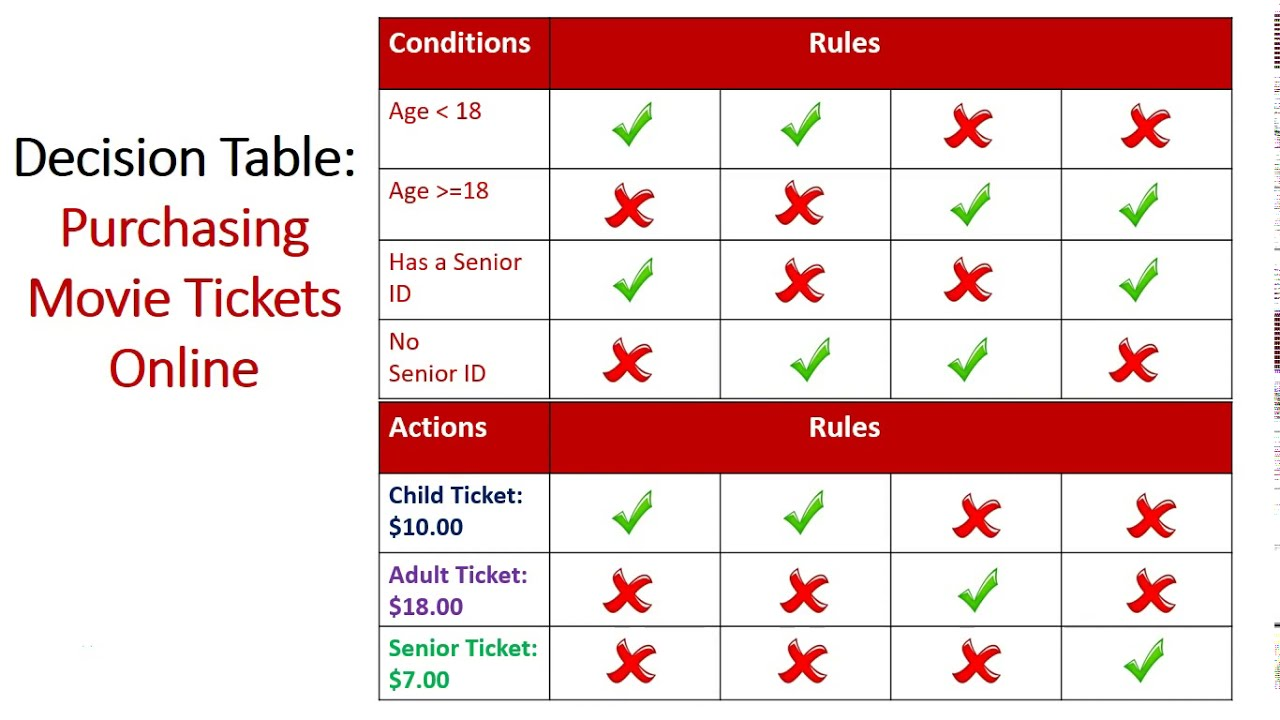 Decision Table:
Purchasing
Movie Tickets
Online
Conditions Rules
Age < 18
Age >=18
Has a Senior
ID
No
Senior ID
Actions Rules
Child Ticket:
$10.00
Adult Ticket:
$18.00
Senior Ticket:
$7.00